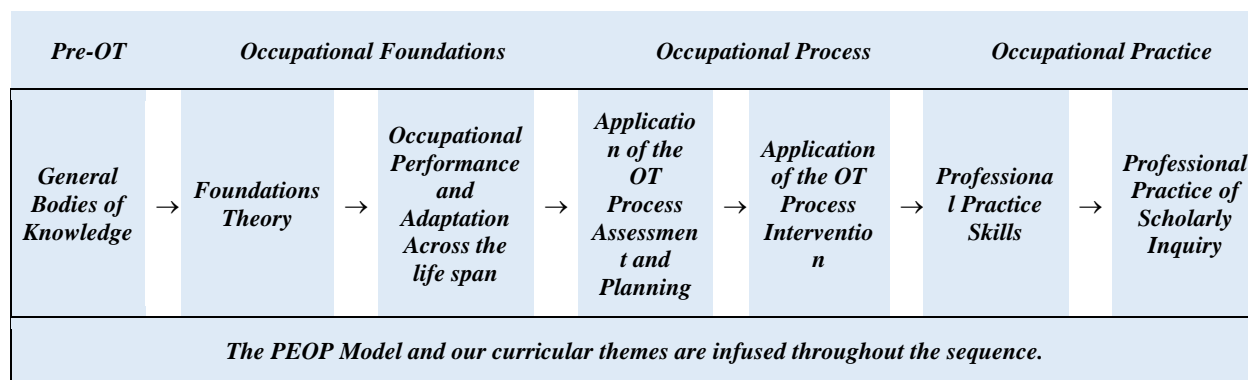 Pre-OT
Occupational Foundations
Occupational Process
Occupational Practice
General
Bodies of
Knowledge
→
Foundations
Theory
→
Occupational
Performance
and
Adaptation
Across the
life span
→
Applicatio
n of the
OT
Process
Assessmen
t and
Planning
→
Application
of the OT
Process
Interventio
n
→
Professiona
l Practice
Skills
→
Professional
Practice of
Scholarly
Inquiry
The PEOP Model and our curricular themes are infused throughout the sequence.